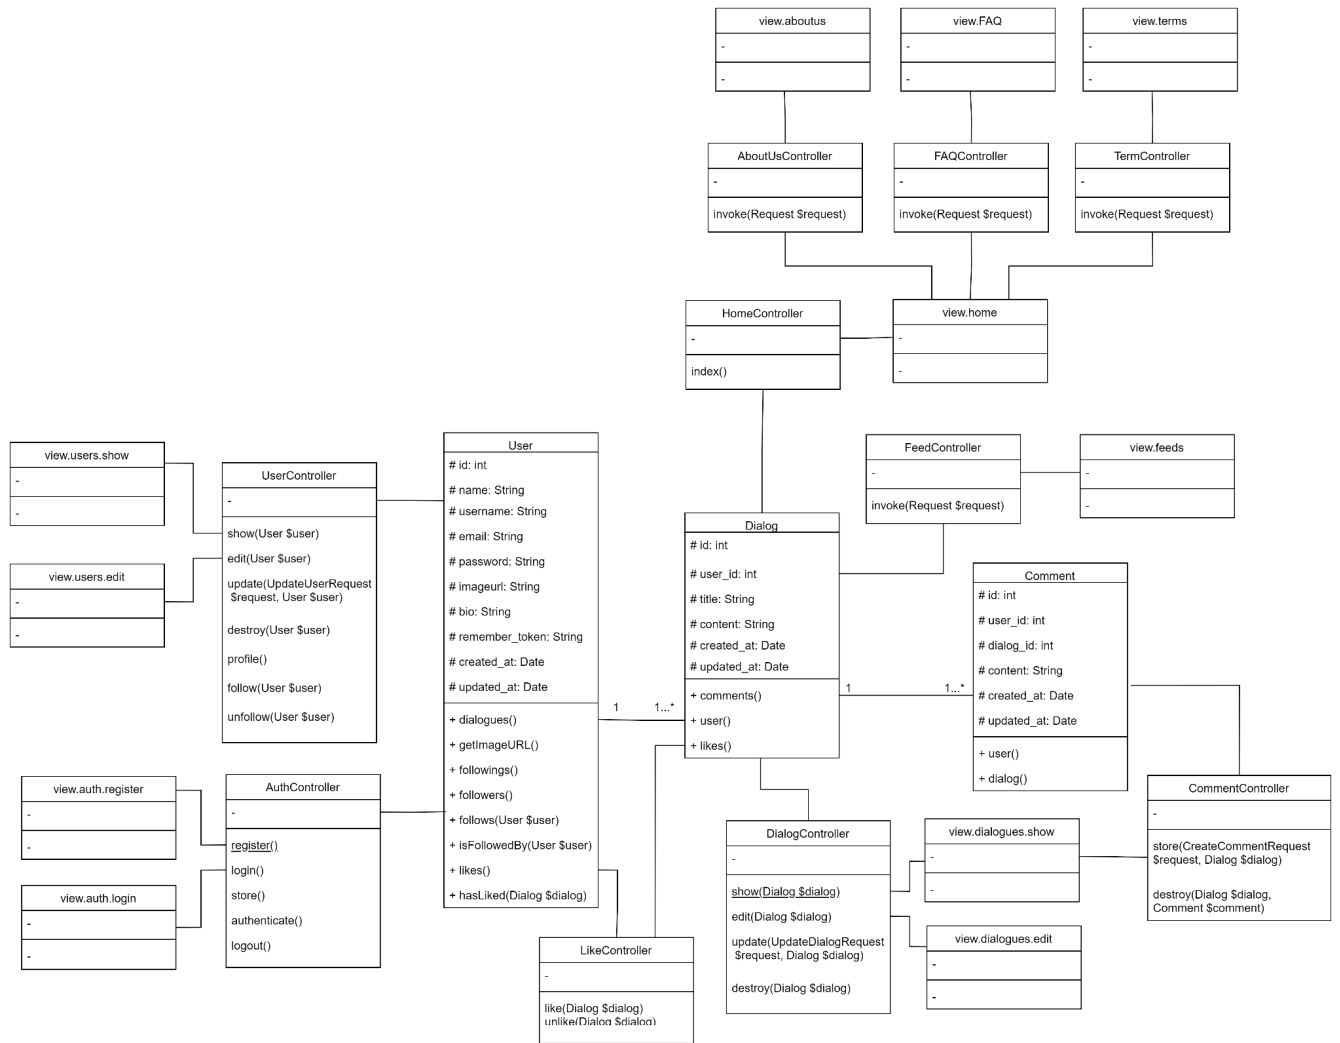 view.aboutus
-
-
view.FAQ
-
-
view.terms
-
-
AboutUsController
-
invoke(Request $request)
FAQController
-
invoke(Request $request)
TermController
-
invoke(Request $request)
HomeController
-
index()
view.home
-
-
view.users.show
-
-
view.users.edit
-
-
UserController
-
show(User $user)
edit(User $user)
update(UpdateUserRequest
$request, User $user)
destroy(User $user)
profile()
follow(User $user)
unfollow(User $user)
User
# id: int
# name: String
# username: String
# email: String
# password: String
# imageurl: String
# bio: String
# remember_token: String
# created_at: Date
# updated_at: Date
+ dialogues()
+ getImageURL()
+ followings()
+ followers()
+ follows(User $user)
+ isFollowedBy(User $user)
+ likes()
+ hasLiked(Dialog $dialog)
1
1...*
FeedController
-
invoke(Request $request)
view.feeds
-
-
Dialog
# id: int
# user_id: int
# title: String
# content: String
# created_at: Date
# updated_at: Date
+ comments()
+ user()
+ likes()
1
1...*
Comment
# id: int
# user_id: int
# dialog_id: int
# content: String
# created_at: Date
# updated_at: Date
+ user()
+ dialog()
view.auth.register
-
-
view.auth.login
-
-
AuthController
-
register()
login()
store()
authenticate()
logout()
LikeController
-
like(Dialog $dialog)
unlike(Dialog $dialog)
DialogController
-
show(Dialog $dialog)
edit(Dialog $dialog)
update(UpdateDialogRequest
$request, Dialog $dialog)
destroy(Dialog $dialog)
view.dialogues.show
-
-
view.dialogues.edit
-
-
CommentController
-
store(CreateCommentRequest
$request, Dialog $dialog)
destroy(Dialog $dialog,
Comment $comment)